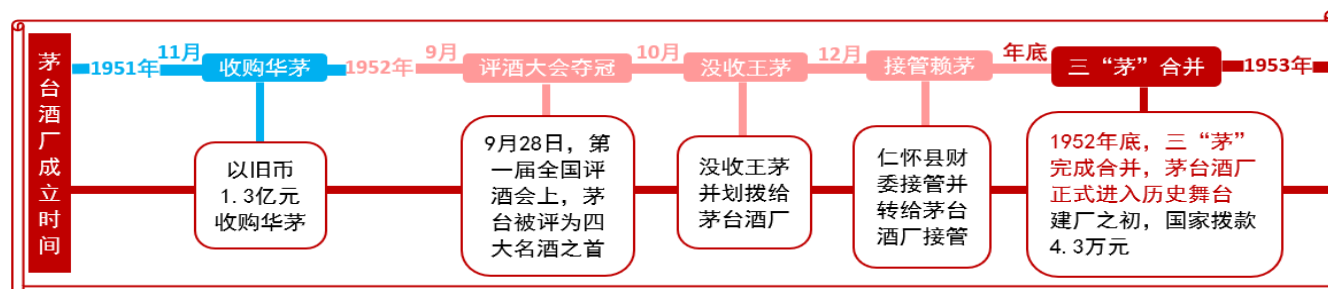 茅台酒厂成立时间
1951年
11月
收购华茅
1952年
9月
评酒大会夺冠
10月
没收王茅
12月
接管赖茅
年底
三“茅”合并
1953年
以旧币
1.3亿元
收购华茅
9月28日，第
一届全国评
酒会上，茅
台被评为四
大名酒之首
没收王茅
并划拨给
茅台酒厂
仁怀县财
委接管并
转给茅台
酒厂接管
1952年底，三“茅”
完成合并，茅台酒厂
正式进入历史舞台
建厂之初，国家拨款
4.3万元